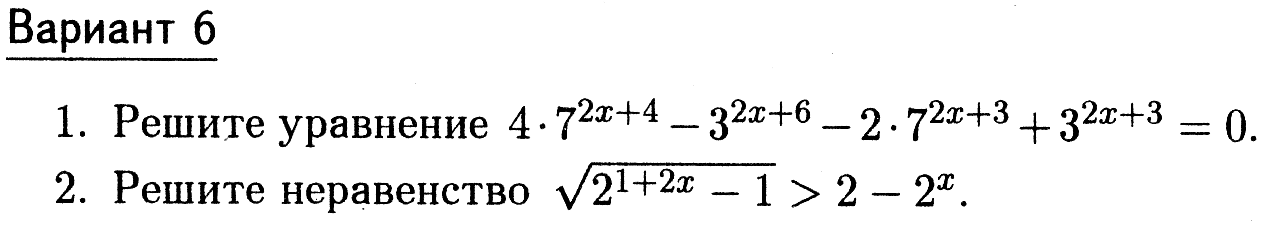 Вариант 6
1. Решите уравнение 4 · 7^{2x+4} − 3^{2x+6} − 2 · 7^{2x+3} + 3^{2x+3} = 0.
2. Решите неравенство √(2^{1+2x} − 1) > 2 − 2^x.